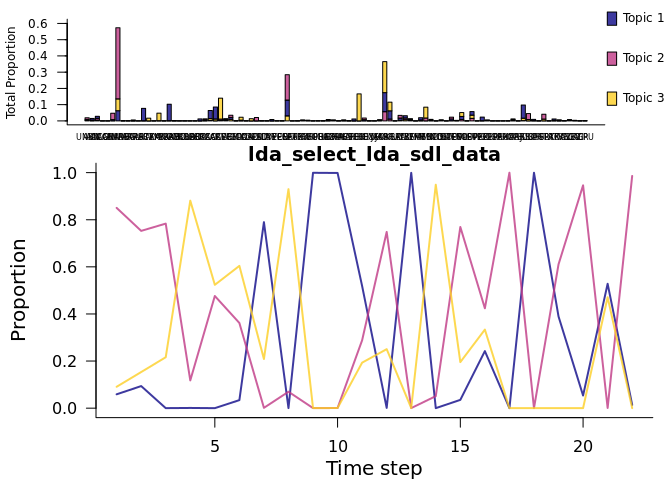 Total Proportion
0.6
0.5
0.4
0.3
0.2
0.1
0.0
Topic 1
Topic 2
Topic 3
lda_select_lda_sdl_data
Proportion
1.0
0.8
0.6
0.4
0.2
0.0
5 10 15 20
Time step